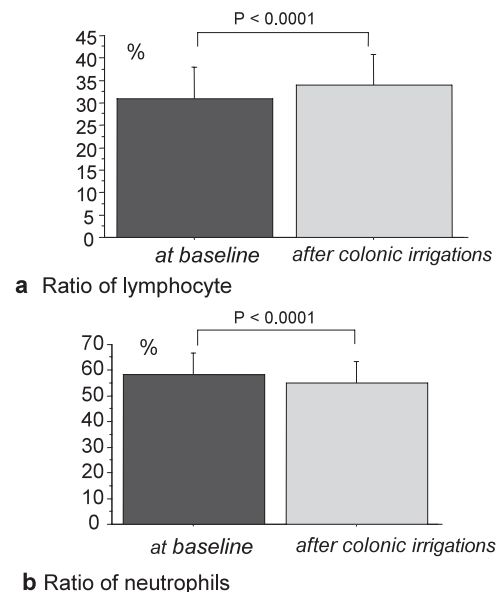 P < 0.0001
%
45
40
35
30
25
20
15
10
5
0
at baseline
after colonic irrigations
a Ratio of lymphocyte
P < 0.0001
%
70
60
50
40
30
20
10
0
at baseline
after colonic irrigations
b Ratio of neutrophils